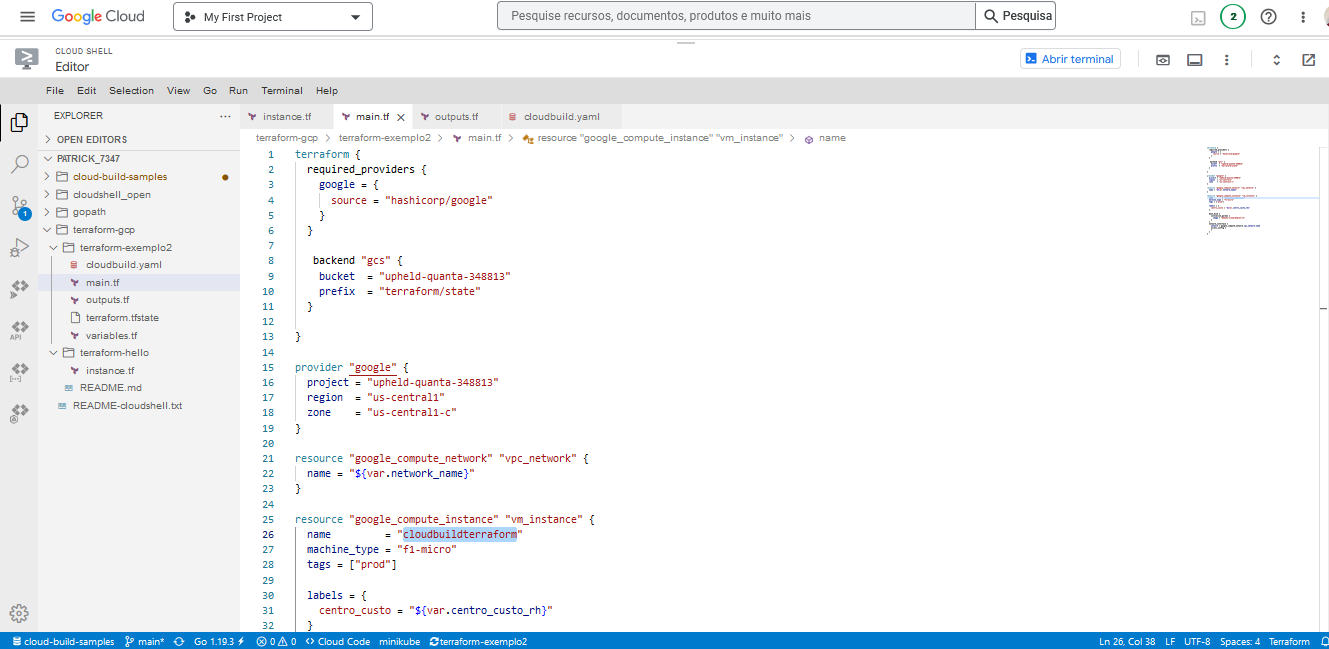 Google Cloud
My First Project
Pesquise recursos, documentos, produtos e muito mais
Pesquisa
2
CLOUD SHELL
Editor
Abrir terminal
File Edit Selection View Go Run Terminal Help
EXPLORER
OPEN EDITORS
PATRICK_7347
cloud-build-samples
cloudshell_open
gopath
terraform-gcp
terraform-exemplo2
cloudbuild.yaml
main.tf
outputs.tf
terraform.tfstate
variables.tf
terraform-hello
instance.tf
README.md
README-cloudshell.txt
1
API
instance.tf main.tf outputs.tf cloudbuild.yaml
terraform-gcp > terraform-exemplo2 > main.tf > resource "google_compute_instance" "vm_instance" > name
1 terraform {
2 required_providers {
3 google = {
4 source = "hashicorp/google"
5 }
6 }
7
8 backend "gcs" {
9 bucket = "upheld-quanta-348813"
10 prefix = "terraform/state"
11 }
12
13 }
14
15 provider "google" {
16 project = "upheld-quanta-348813"
17 region = "us-central1"
18 zone = "us-central1-c"
19 }
20
21 resource "google_compute_network" "vpc_network" {
22 name = "${var.network_name}"
23 }
24
25 resource "google_compute_instance" "vm_instance" {
26 name = "cloudbuildterraform"
27 machine_type = "f1-micro"
28 tags = ["prod"]
29
30 labels = {
31 centro_custo = "${var.centro_custo_rh}"
32 }
cloud-build-samples main* Go 1.19.3 0 0 Cloud Code minikube terraform-exemplo2 Ln 26, Col 38 LF UTF-8 Spaces: 4 Terraform